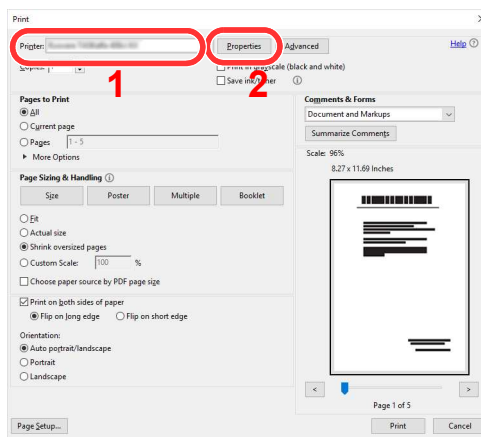 Print
Printer:
Properties
Advanced
Help
Copies:
Print in grayscale (black and white)
Save ink/toner
1
2
Pages to Print
All
Current page
Pages 1 - 5
More Options
Page Sizing & Handling
Size Poster Multiple Booklet
Fit
Actual size
Shrink oversized pages
Custom Scale: 100 %
Choose paper source by PDF page size
Print on both sides of paper
Flip on long edge Flip on short edge
Orientation:
Auto portrait/landscape
Portrait
Landscape
Comments & Forms
Document and Markups
Summarize Comments
Scale: 96%
8.27 x 11.69 Inches
< >
Page 1 of 5
Page Setup...
Print
Cancel